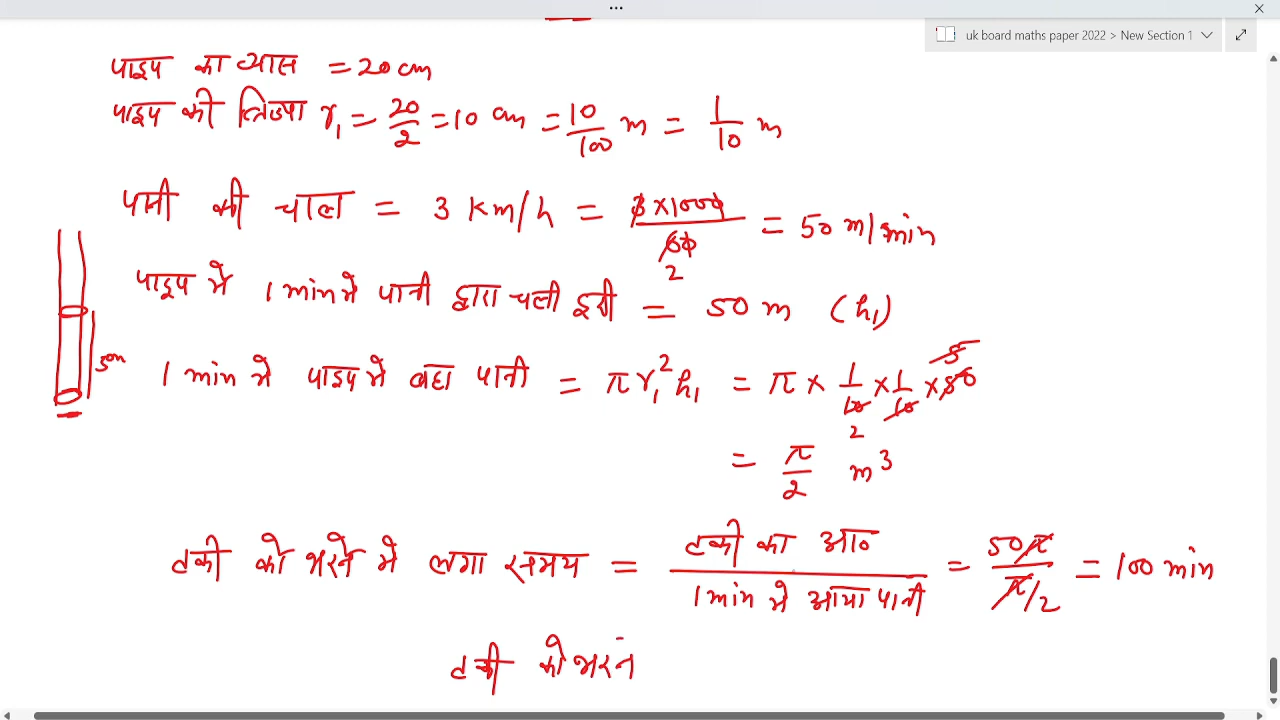 uk board maths paper 2022 > New Section 1
पाइप का व्यास = 20 cm
पाइप की त्रिज्या r₁ = 20/2 = 10 cm = 10/100 m = 1/10 m
पानी की चाल = 3 Km/h = 3×1000/60 = 50 m/min
2
पाइप में 1 min में पानी द्वारा चली दूरी = 50 m (h₁)
1 min में पाइप में बहा पानी = πr₁²h₁ = π × 1/10 × 1/10 × 50
5
2
= π/2 m³
टंकी को भरने में लगा समय = टंकी का आ०/1 min में आया पानी = 50π/π/2 = 100 min
टंकी को भरने